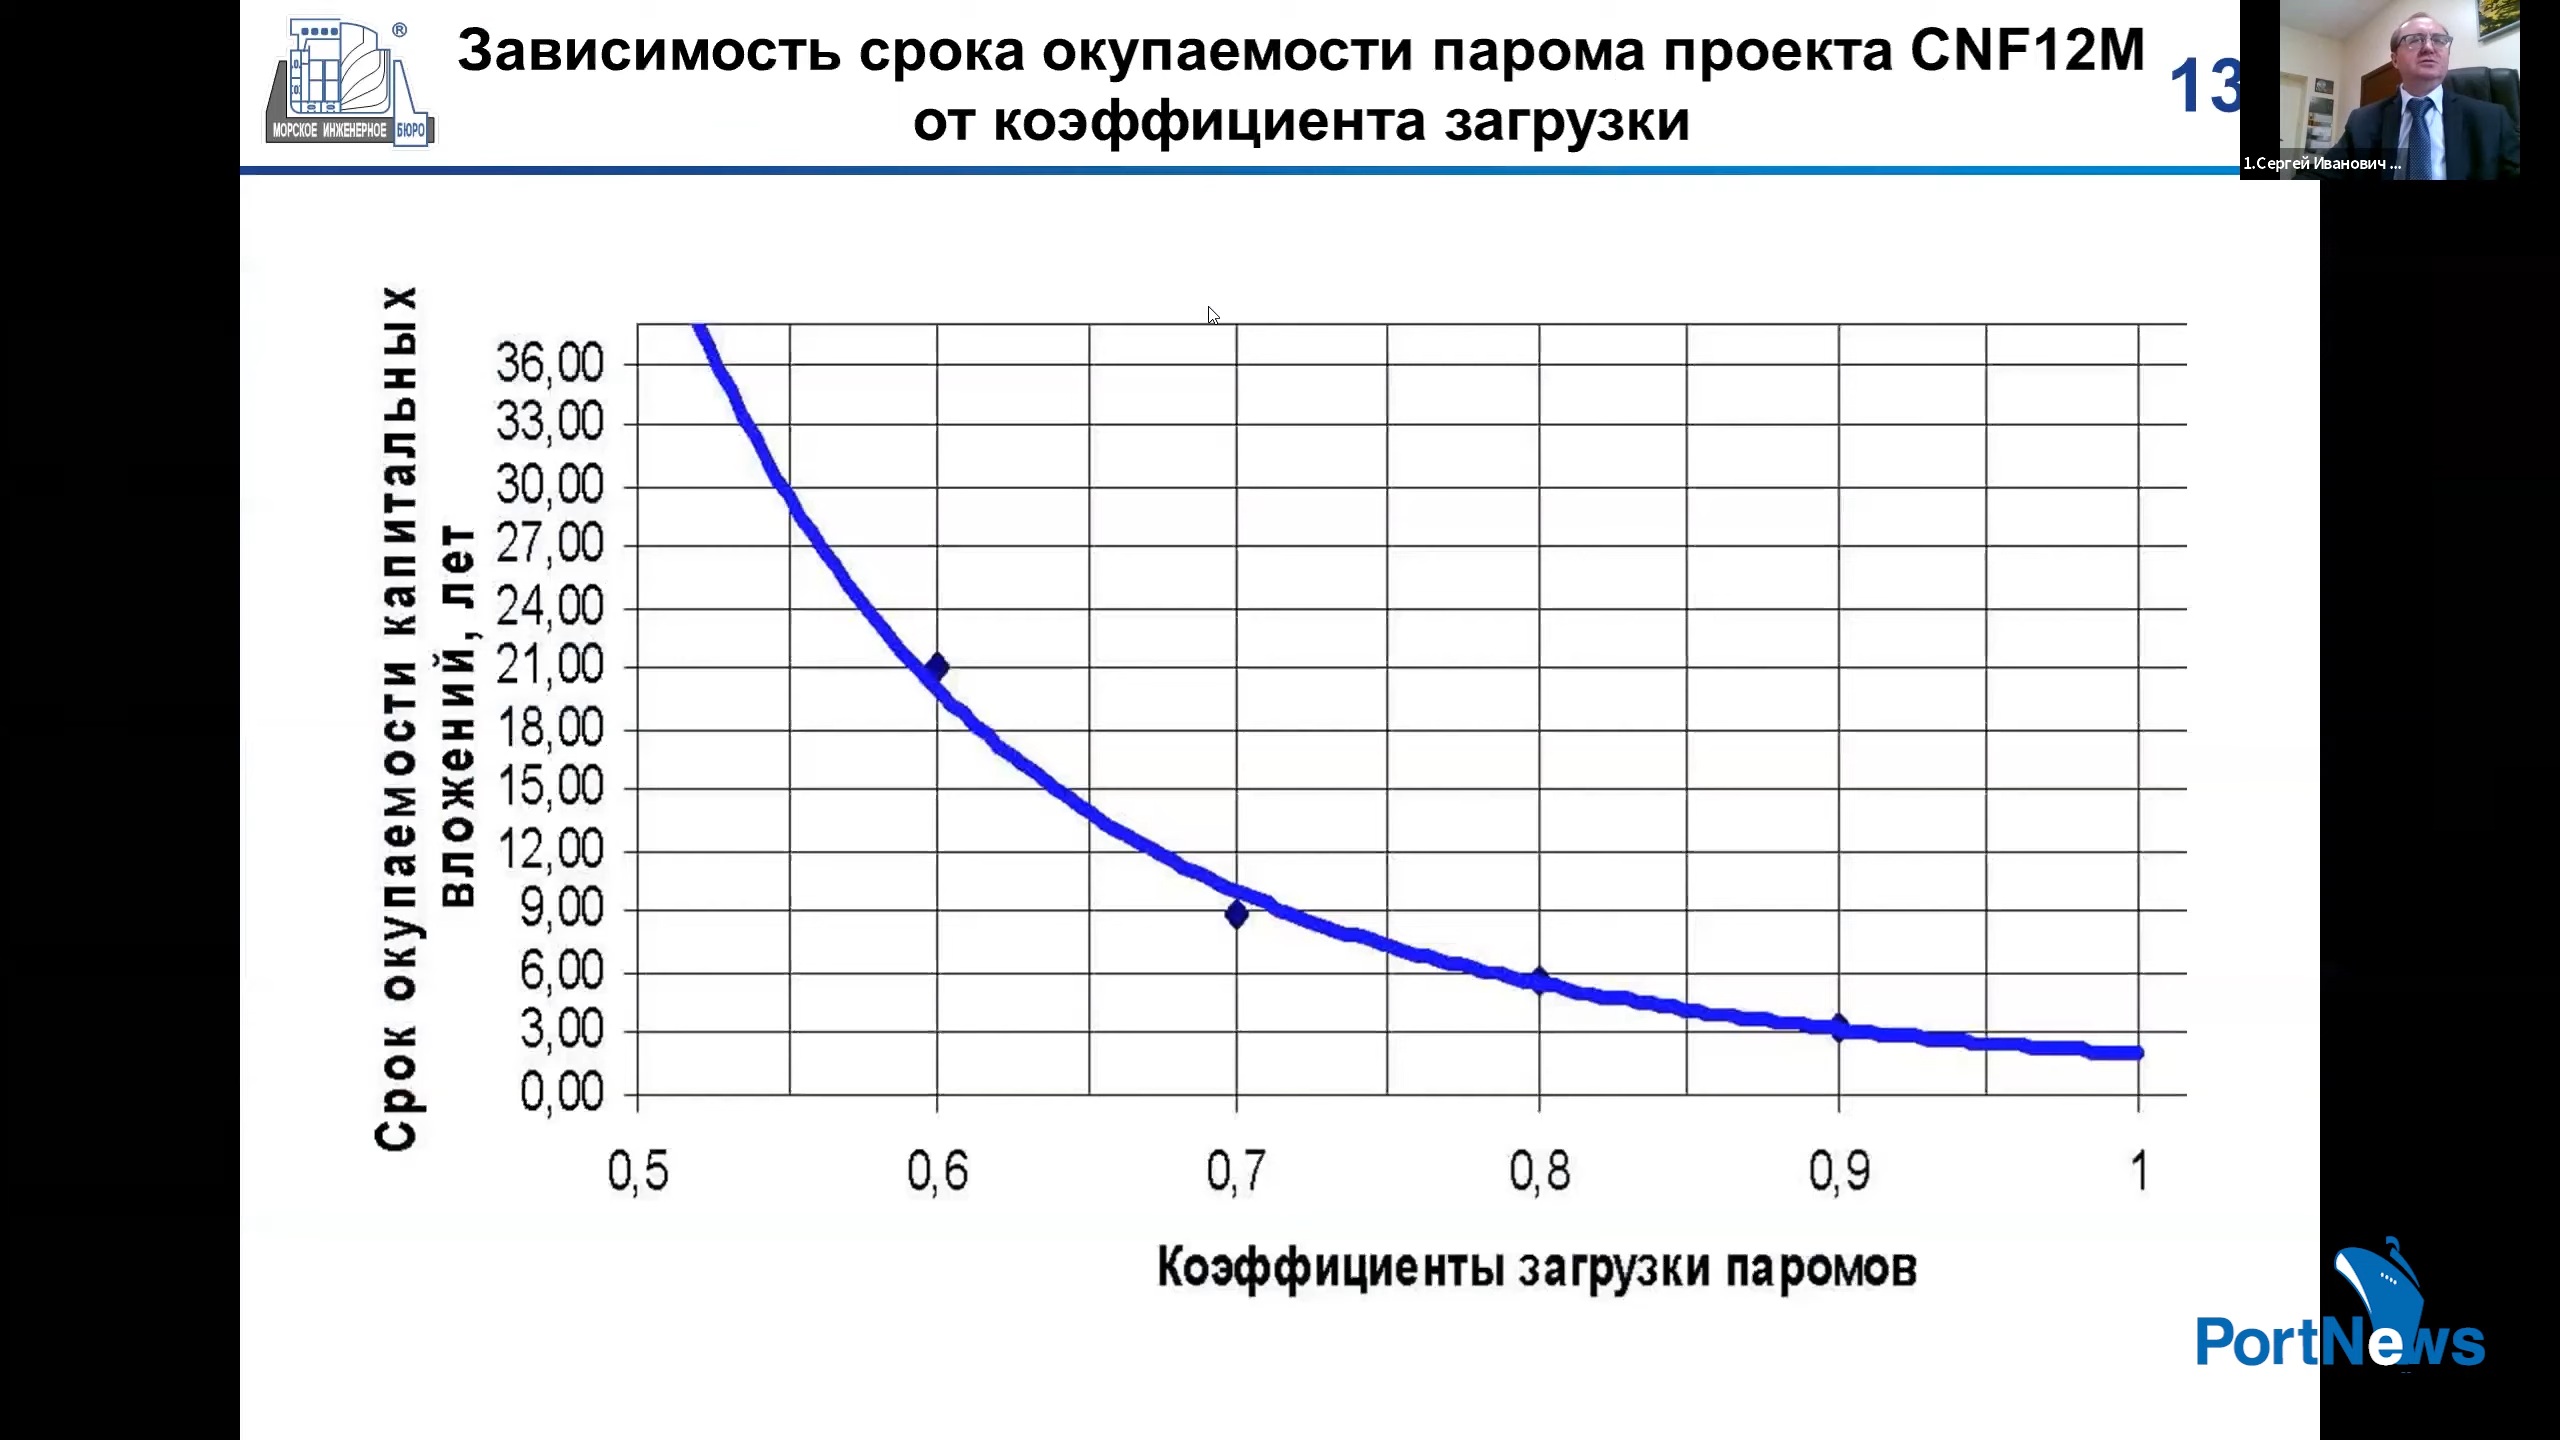 Зависимость срока окупаемости парома проекта CNF12M
от коэффициента загрузки
13
МОРСКОЕ ИНЖЕНЕРНОЕ БЮРО
®
1.Сергей Иванович ...
Срок окупаемости капитальных
вложений, лет
36,00
33,00
30,00
27,00
24,00
21,00
18,00
15,00
12,00
9,00
6,00
3,00
0,00
0,5 0,6 0,7 0,8 0,9 1
Коэффициенты загрузки паромов
PortNews